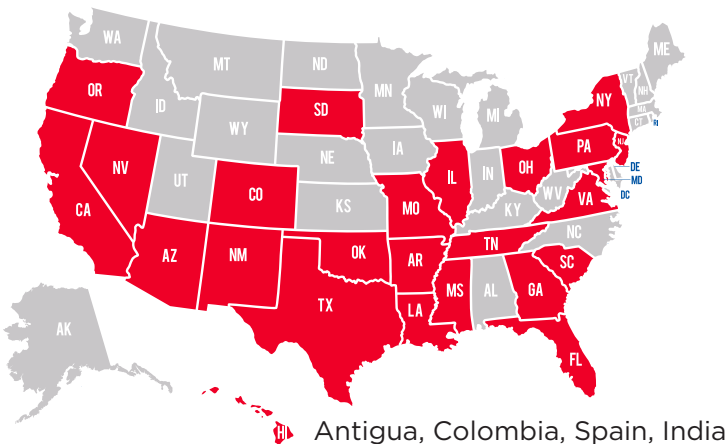 WA
MT
ND
MN
ME
VT
NH
OR
ID
SD
WI
MI
NY
MA
CT
RI
WY
IA
NE
PA
NJ
NV
UT
CO
IL
IN
OH
DE
MD
WV
VA
DC
CA
KS
MO
KY
NC
AZ
NM
OK
AR
TN
SC
TX
LA
MS
AL
GA
AK
FL
HI
Antigua, Colombia, Spain, India